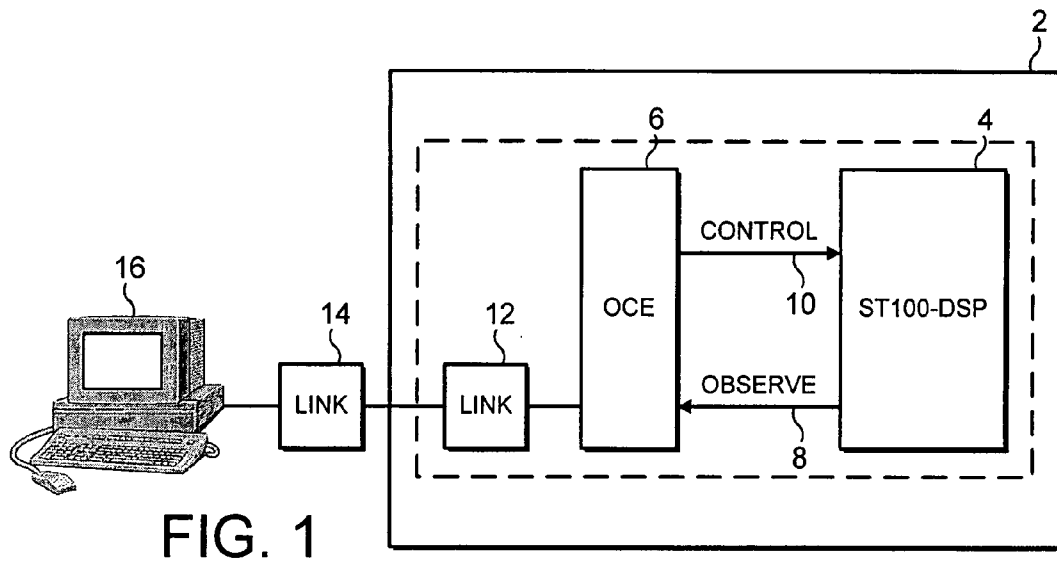 2
6
4
CONTROL
10
16
14
12
OCE
ST100-DSP
LINK
LINK
OBSERVE
8
FIG. 1